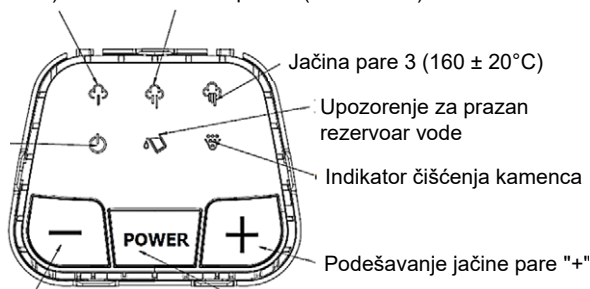 Jačina pare 3 (160 ± 20°C)
Upozorenje za prazan
rezervoar vode
Indikator čišćenja kamenca
POWER
Podešavanje jačine pare "+"